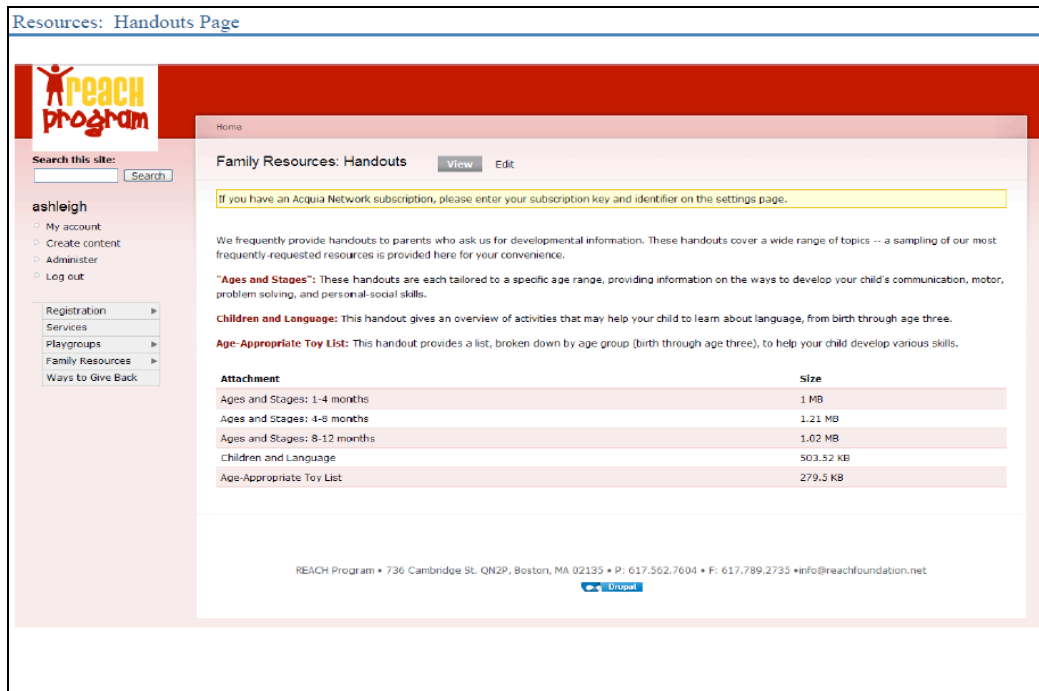 Resources: Handouts Page
reach
program
Home
Search this site:
Search
Family Resources: Handouts
View
Edit
If you have an Acquia Network subscription, please enter your subscription key and identifier on the settings page.
ashleigh
My account
Create content
Administer
Log out
Registration
Services
Playgroups
Family Resources
Ways to Give Back
We frequently provide handouts to parents who ask us for developmental information. These handouts cover a wide range of topics -- a sampling of our most
frequently-requested resources is provided here for your convenience.
"Ages and Stages": These handouts are each tailored to a specific age range, providing information on the ways to develop your child's communication, motor,
problem solving, and personal-social skills.
Children and Language: This handout gives an overview of activities that may help your child to learn about language, from birth through age three.
Age-Appropriate Toy List: This handout provides a list, broken down by age group (birth through age three), to help your child develop various skills.
Attachment Size
Ages and Stages: 1-4 months 1 MB
Ages and Stages: 4-8 months 1.21 MB
Ages and Stages: 8-12 months 1.02 MB
Children and Language 503.52 KB
Age-Appropriate Toy List 279.5 KB
REACH Program • 736 Cambridge St. QN2P, Boston, MA 02135 • P: 617.562.7604 • F: 617.789.2735 •info@reachfoundation.net
Drupal